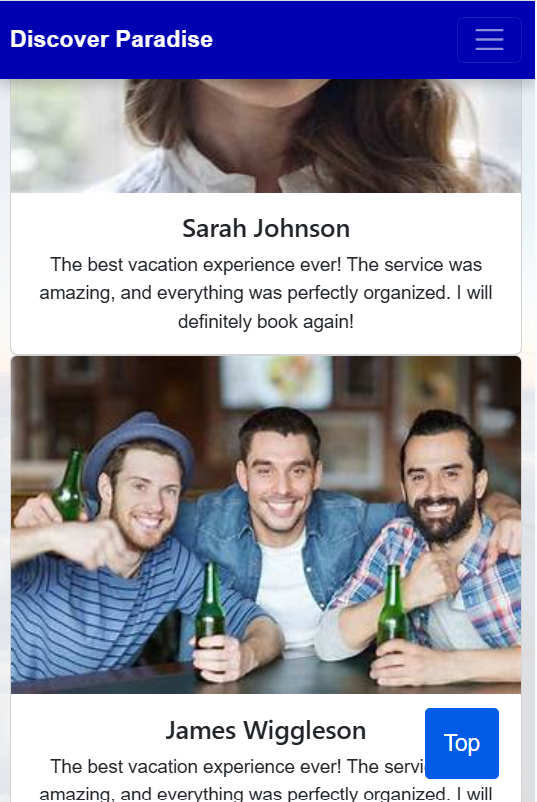 Discover Paradise
Sarah Johnson
The best vacation experience ever! The service was
amazing, and everything was perfectly organized. I will
definitely book again!
James Wiggleson
The best vacation experience ever! The servi
Top
amazing, and everything was perfectly organized. I will